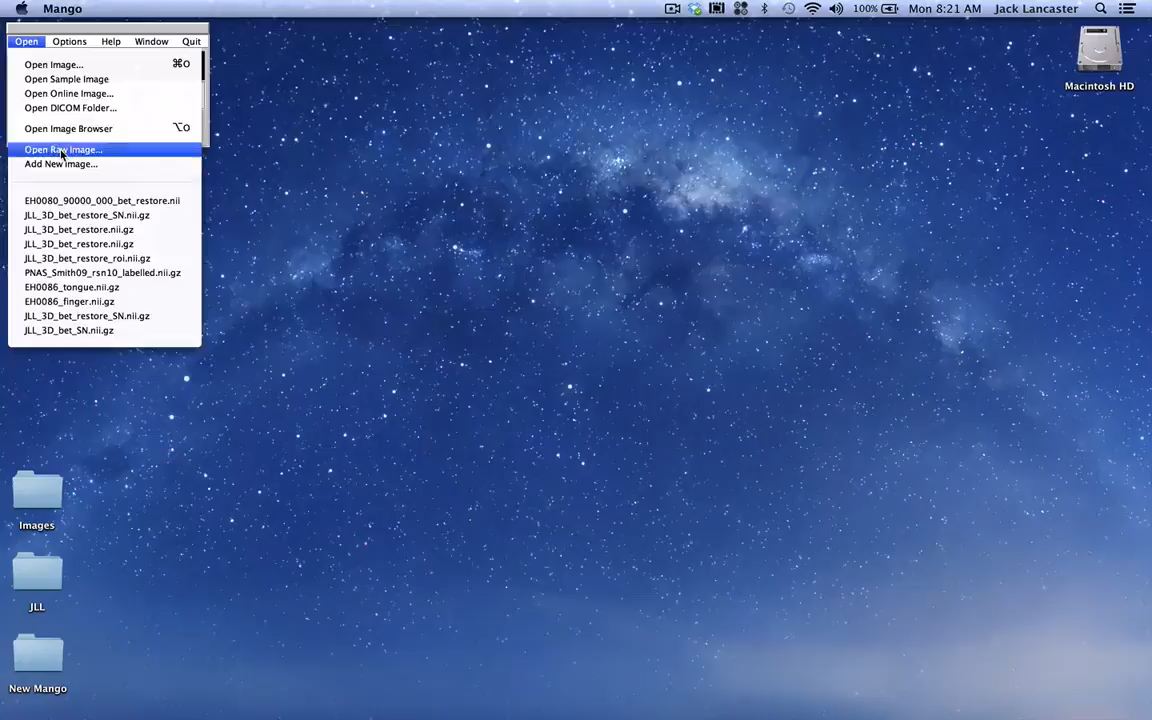 Mango
100%
Mon 8:21 AM
Jack Lancaster
Open
Options
Help
Window
Quit
Open Image... ⌘O
Open Sample Image
Open Online Image...
Open DICOM Folder...
Open Image Browser ⌥O
Open Raw Image...
Add New Image...
EH0080_90000_000_bet_restore.nii
JLL_3D_bet_restore_SN.nii.gz
JLL_3D_bet_restore.nii.gz
JLL_3D_bet_restore.nii.gz
JLL_3D_bet_restore_roi.nii.gz
PNAS_Smith09_rsn10_labelled.nii.gz
EH0086_tongue.nii.gz
EH0086_finger.nii.gz
JLL_3D_bet_restore_SN.nii.gz
JLL_3D_bet_SN.nii.gz
Macintosh HD
Images
JLL
New Mango